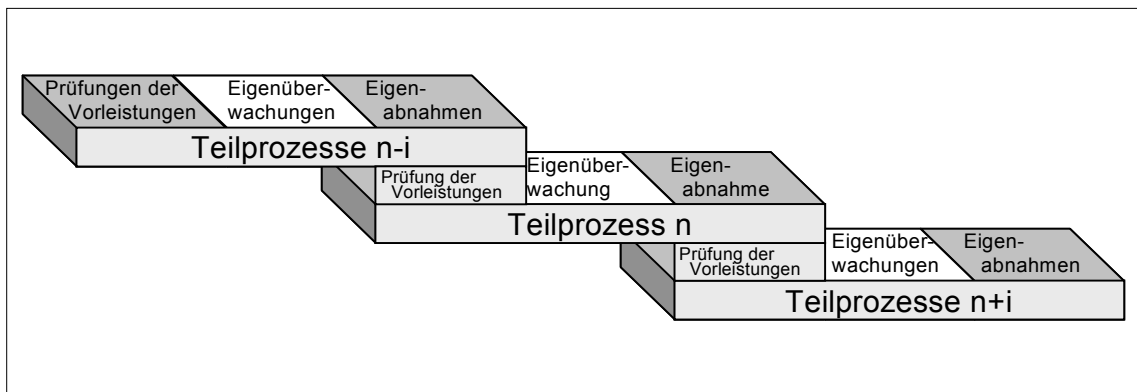 Prüfungen der
Vorleistungen
Eigenüber-
wachungen
Eigen-
abnahmen
Teilprozesse n-i
Prüfung der
Vorleistungen
Eigenüber-
wachung
Eigen-
abnahme
Teilprozess n
Prüfung der
Vorleistungen
Eigenüber-
wachungen
Eigen-
abnahmen
Teilprozesse n+i